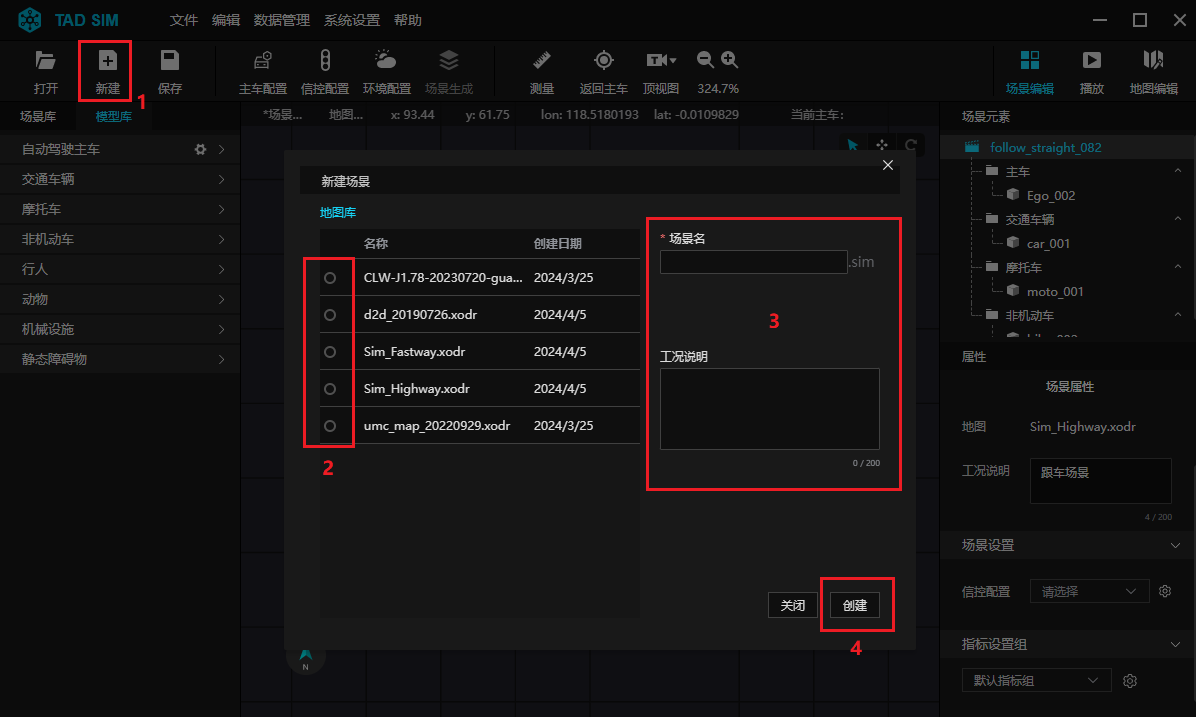 TAD SIM 文件 编辑 数据管理 系统设置 帮助
打开 新建 保存 主车配置 信控配置 环境配置 场景生成 测量 返回主车 顶视图 324.7% 场景编辑 播放 地图编辑
1
场景库 模型库 *场景... 地图... x: 93.44 y: 61.75 lon: 118.5180193 lat: -0.0109829 当前主车:
自动驾驶主车
交通车辆
摩托车
非机动车
行人
动物
机械设施
静态障碍物
新建场景
地图库
名称 创建日期
CLW-J1.78-20230720-gua... 2024/3/25
d2d_20190726.xodr 2024/4/5
Sim_Fastway.xodr 2024/4/5
Sim_Highway.xodr 2024/4/5
umc_map_20220929.xodr 2024/3/25
2
* 场景名
.sim
3
工况说明
0 / 200
关闭 创建
4
N
场景元素
follow_straight_082
主车
Ego_002
交通车辆
car_001
摩托车
moto_001
非机动车
属性
场景属性
地图 Sim_Highway.xodr
工况说明 跟车场景
4 / 200
场景设置
信控配置 请选择
指标设置组
默认指标组